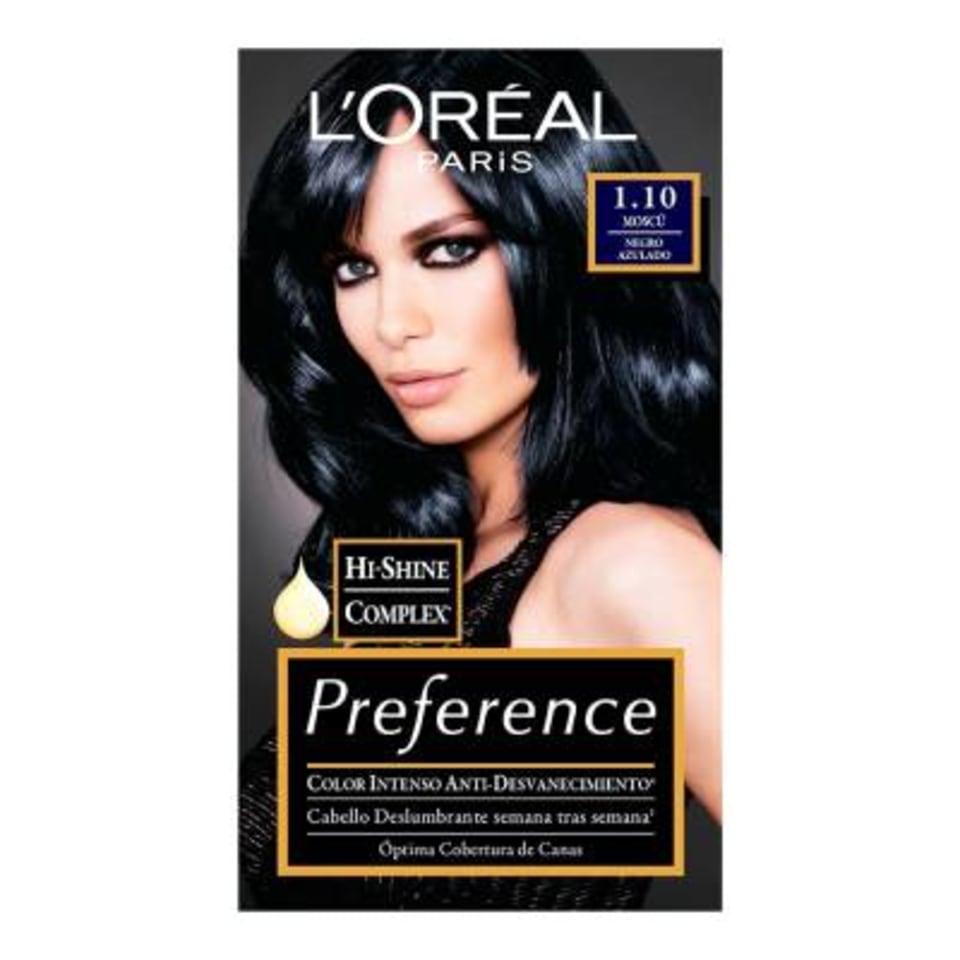 L'ORÉAL
PARiS
1.10
MOSCÚ
NEGRO
AZULADO
HI-SHINE
COMPLEX
Preference
COLOR INTENSO ANTI-DESVANECIMIENTO
Cabello Deslumbrante semana tras semana
Óptima Cobertura de Canas